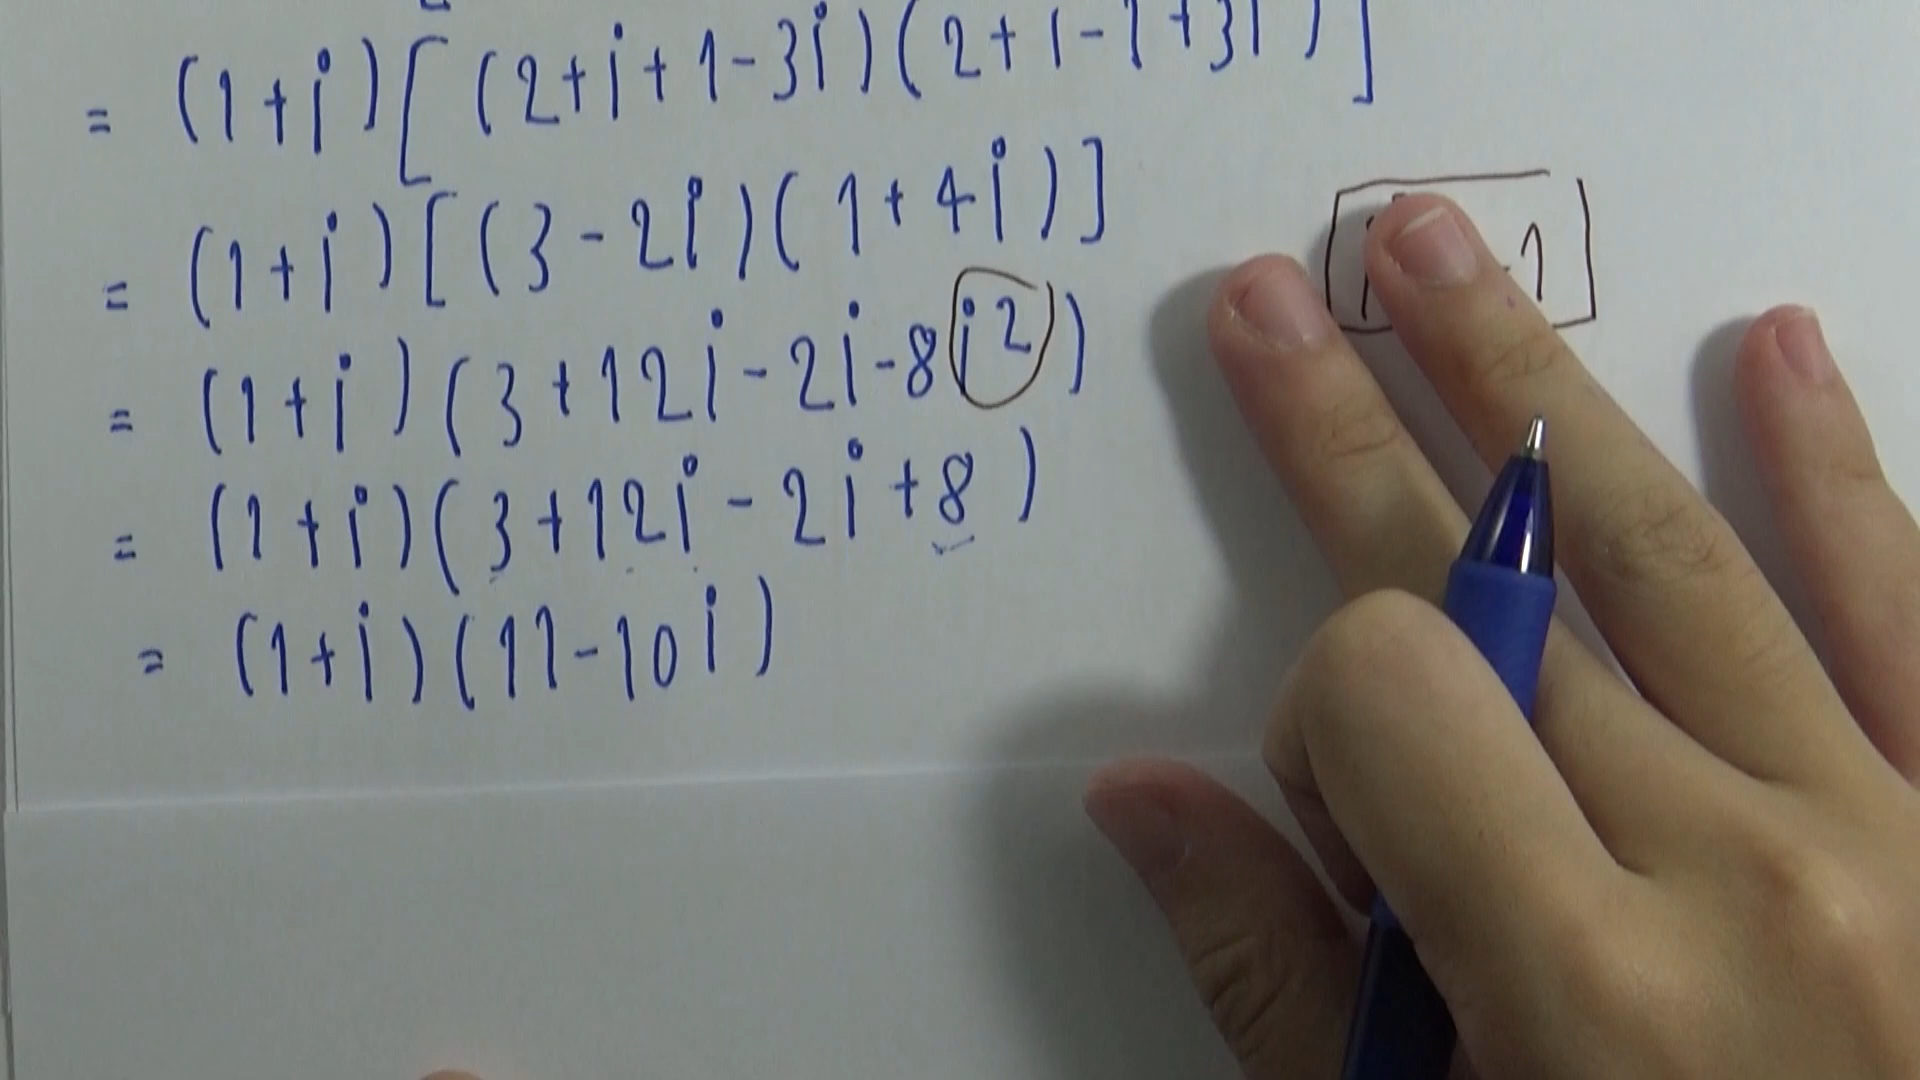 = (1+i)[(2+i+1-3i)(2+i-1+3i)]
= (1+i)[(3-2i)(1+4i)]
= (1+i)(3+12i-2i-8i²)
= (1+i)(3+12i-2i+8)
= (1+i)(11-10i)
-1